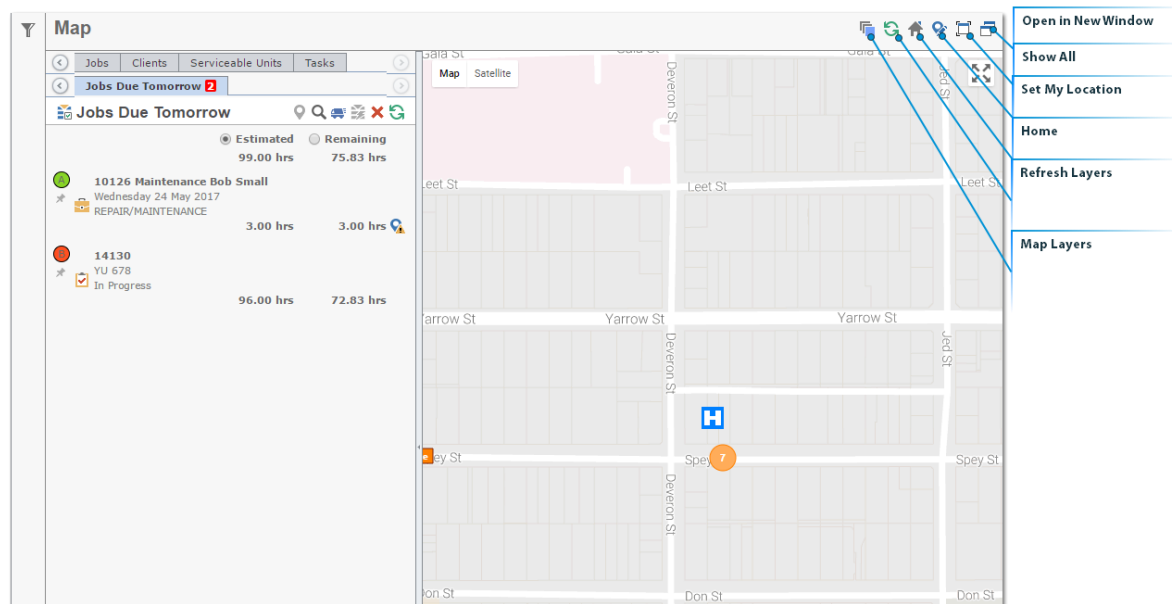 Map
Open in New Window
Show All
Set My Location
Home
Refresh Layers
Map Layers
Jobs
Clients
Serviceable Units
Tasks
Jobs Due Tomorrow 2
Jobs Due Tomorrow
Estimated
Remaining
99.00 hrs
75.83 hrs
A
10126 Maintenance Bob Small
Wednesday 24 May 2017
REPAIR/MAINTENANCE
3.00 hrs
3.00 hrs
14130
YU 678
In Progress
96.00 hrs
72.83 hrs
Map
Satellite
Gala St
Gala St
Gala St
Deveron St
Jed St
Leet St
Leet St
Leet St
Yarrow St
Yarrow St
Yarrow St
Deveron St
Jed St
H
e
ey St
Spey
7
Spey St
Deveron St
Don St
Don St
Don St